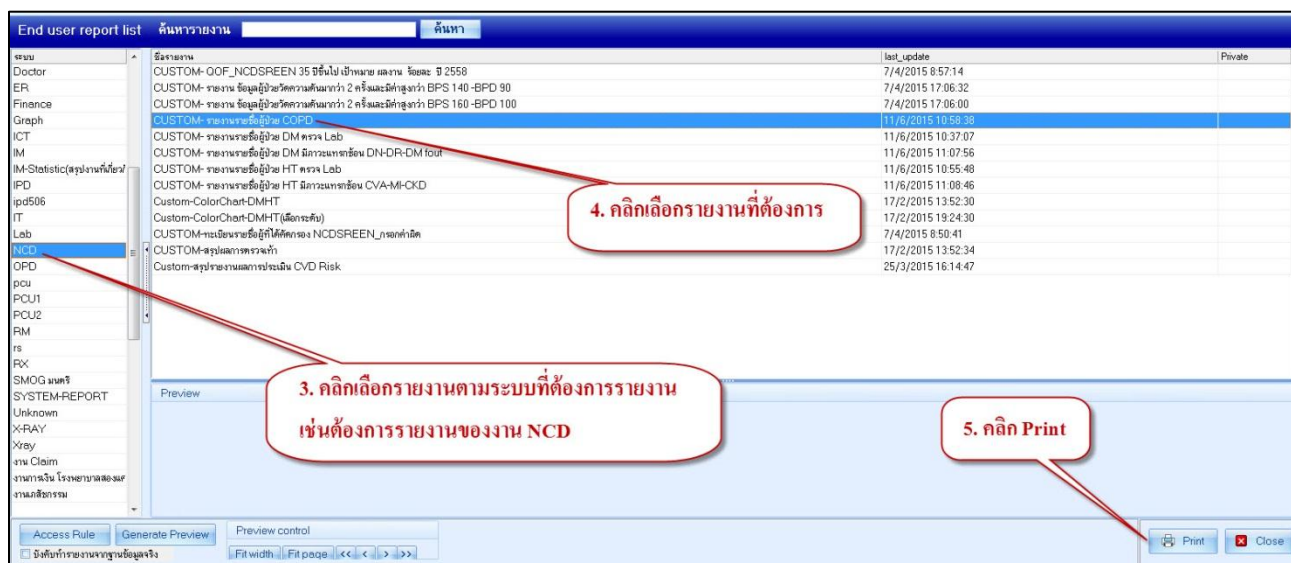 End user report list ค้นหารายงาน ค้นหา
ระบบ
Doctor
ER
Finance
Graph
ICT
IM
IM-Statistic(สรุปงานที่เกี่ยว
IPD
ipd506
IT
Lab
NCD
OPD
pcu
PCU1
PCU2
RM
rs
RX
SMOG มนตรี
SYSTEM-REPORT
Unknown
X-RAY
Xray
งาน Claim
งานการเงิน โรงพยาบาลสอง
งานเภสัชกรรม
ชื่อรายงาน last_update Private
CUSTOM- QOF_NCDSREEN 35 ปีขึ้นไป เป้าหมาย ผลงาน ร้อยละ ปี 2558 7/4/2015 8:57:14
CUSTOM- รายงาน ข้อมูลผู้ป่วยวัดความดันมากว่า 2 ครั้งและมีค่าสูงกว่า BPS 140 -BPD 90 7/4/2015 17:06:32
CUSTOM- รายงาน ข้อมูลผู้ป่วยวัดความดันมากว่า 2 ครั้งและมีค่าสูงกว่า BPS 160 -BPD 100 7/4/2015 17:06:00
CUSTOM- รายงานรายชื่อผู้ป่วย COPD 11/6/2015 10:58:38
CUSTOM- รายงานรายชื่อผู้ป่วย DM ตรวจ Lab 11/6/2015 10:37:07
CUSTOM- รายงานรายชื่อผู้ป่วย DM มีภาวะแทรกซ้อน DN-DR-DM fout 11/6/2015 11:07:56
CUSTOM- รายงานรายชื่อผู้ป่วย HT ตรวจ Lab 11/6/2015 10:55:48
CUSTOM- รายงานรายชื่อผู้ป่วย HT มีภาวะแทรกซ้อน CVA-MI-CKD 11/6/2015 11:08:46
Custom-ColorChart-DMHT 17/2/2015 13:52:30
Custom-ColorChart-DMHT(เลือกระดับ) 17/2/2015 19:24:30
CUSTOM-ทะเบียนรายชื่อผู้ที่ได้คัดกรอง NCDSREEN_กรอกค่าผิด 7/4/2015 8:50:41
CUSTOM-สรุปผลการตรวจเท้า 17/2/2015 13:52:34
Custom-สรุปรายงานผลการประเมิน CVD Risk 25/3/2015 16:14:47
4. คลิกเลือกรายงานที่ต้องการ
3. คลิกเลือกรายงานตามระบบที่ต้องการรายงาน
เช่นต้องการรายงานของงาน NCD
Preview
5. คลิก Print
Access Rule Generate Preview Preview control
บังคับทำรายงานจากฐานข้อมูลจริง Fit width Fit page << < > >>
Print Close